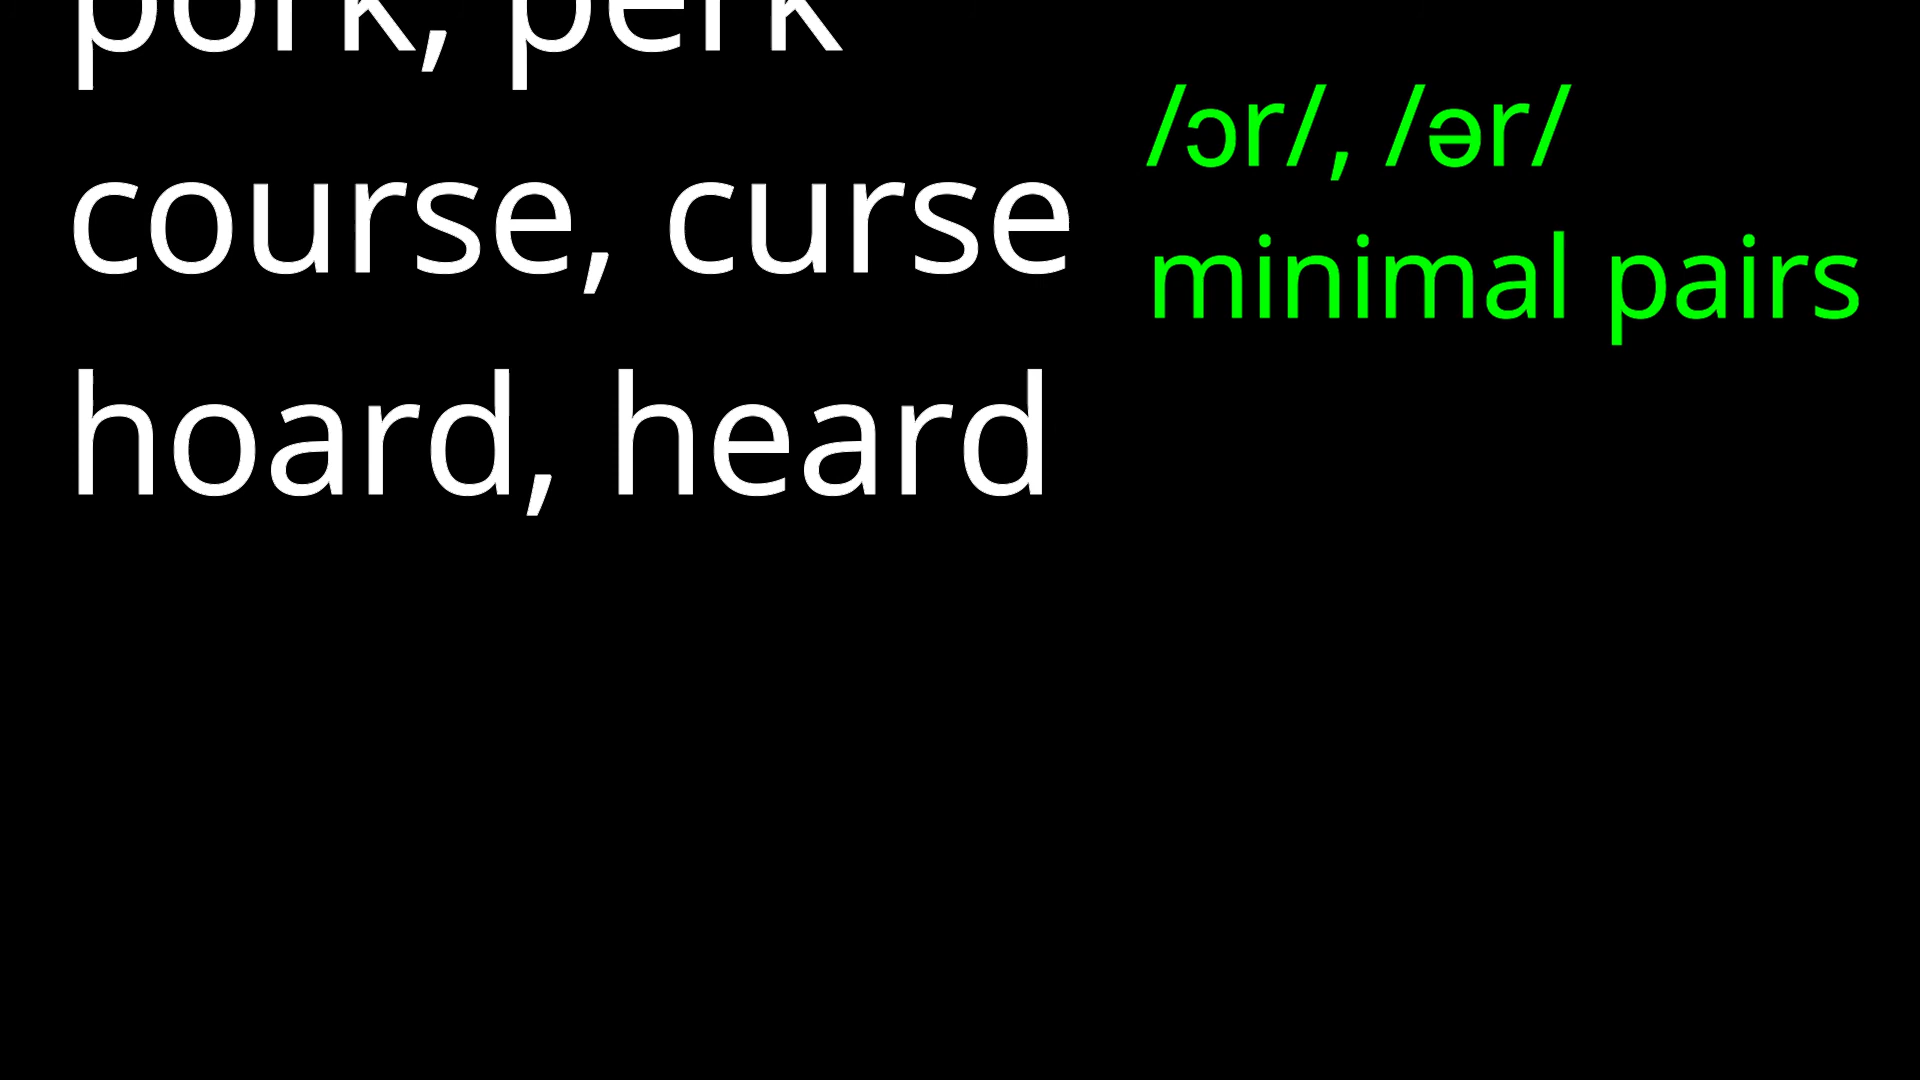 pork, perk
course, curse
hoard, heard
/ɔr/, /ər/
minimal pairs